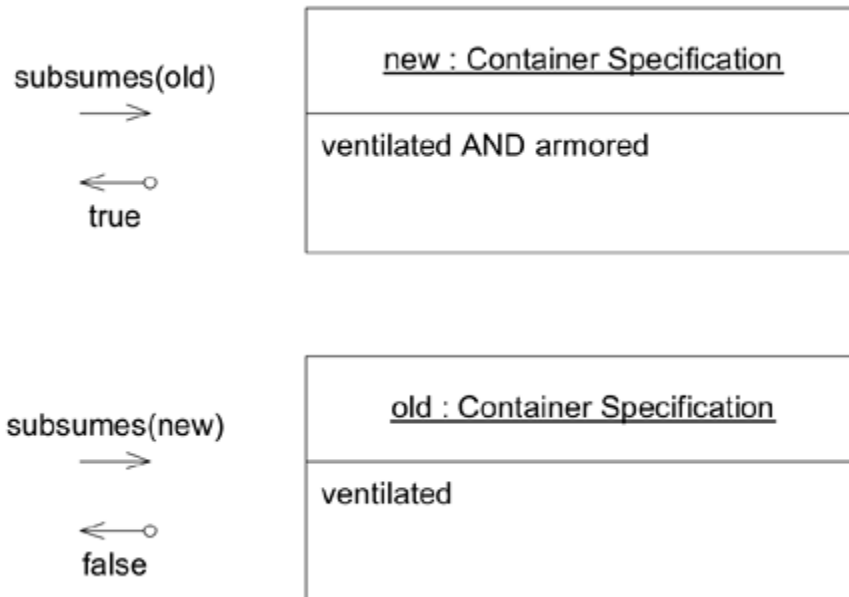 new : Container Specification
subsumes(old)
ventilated AND armored
true
old : Container Specification
subsumes(new)
ventilated
false